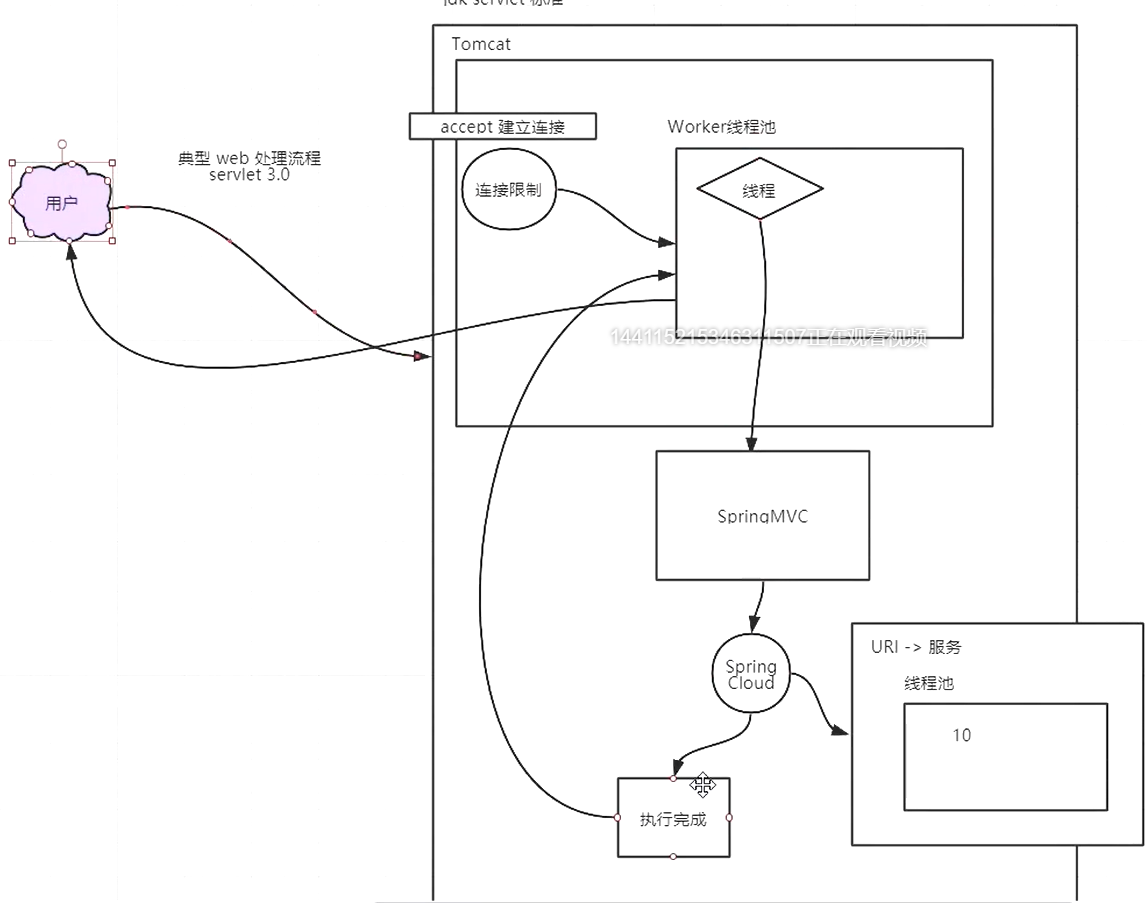 jdk servlet 标准
Tomcat
accept 建立连接
Worker线程池
典型 web 处理流程
servlet 3.0
用户
连接限制
线程
144115215346311507正在观看视频
SpringMVC
Spring
Cloud
URI -> 服务
线程池
10
执行完成